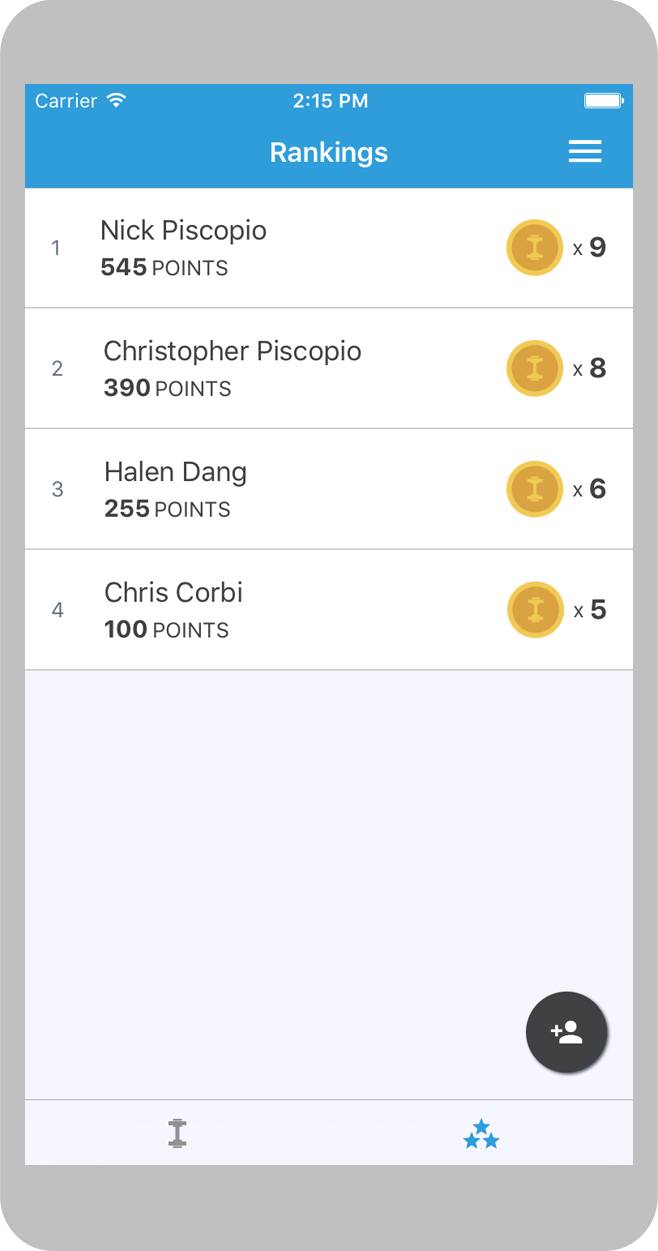 Carrier 2:15 PM
Rankings
1 Nick Piscopio x 9
545 POINTS
2 Christopher Piscopio x 8
390 POINTS
3 Halen Dang x 6
255 POINTS
4 Chris Corbi x 5
100 POINTS